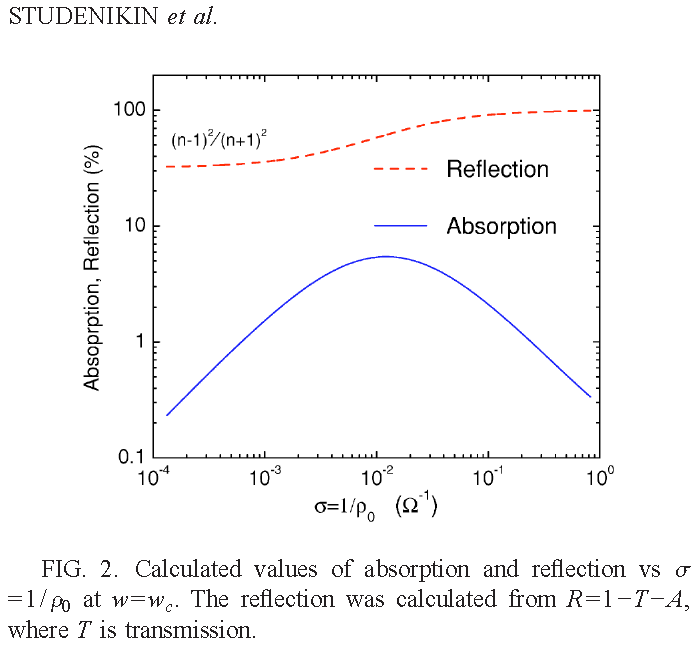 STUDENIKIN et al.
100
10
1
0.1
Absoprption, Reflection (%)
(n-1)²/(n+1)²
Reflection
Absorption
10⁻⁴
10⁻³
10⁻²
10⁻¹
10⁰
σ=1/ρ₀ (Ω⁻¹)
FIG. 2. Calculated values of absorption and reflection vs σ
=1/ρ₀ at w=w_c. The reflection was calculated from R=1−T−A,
where T is transmission.